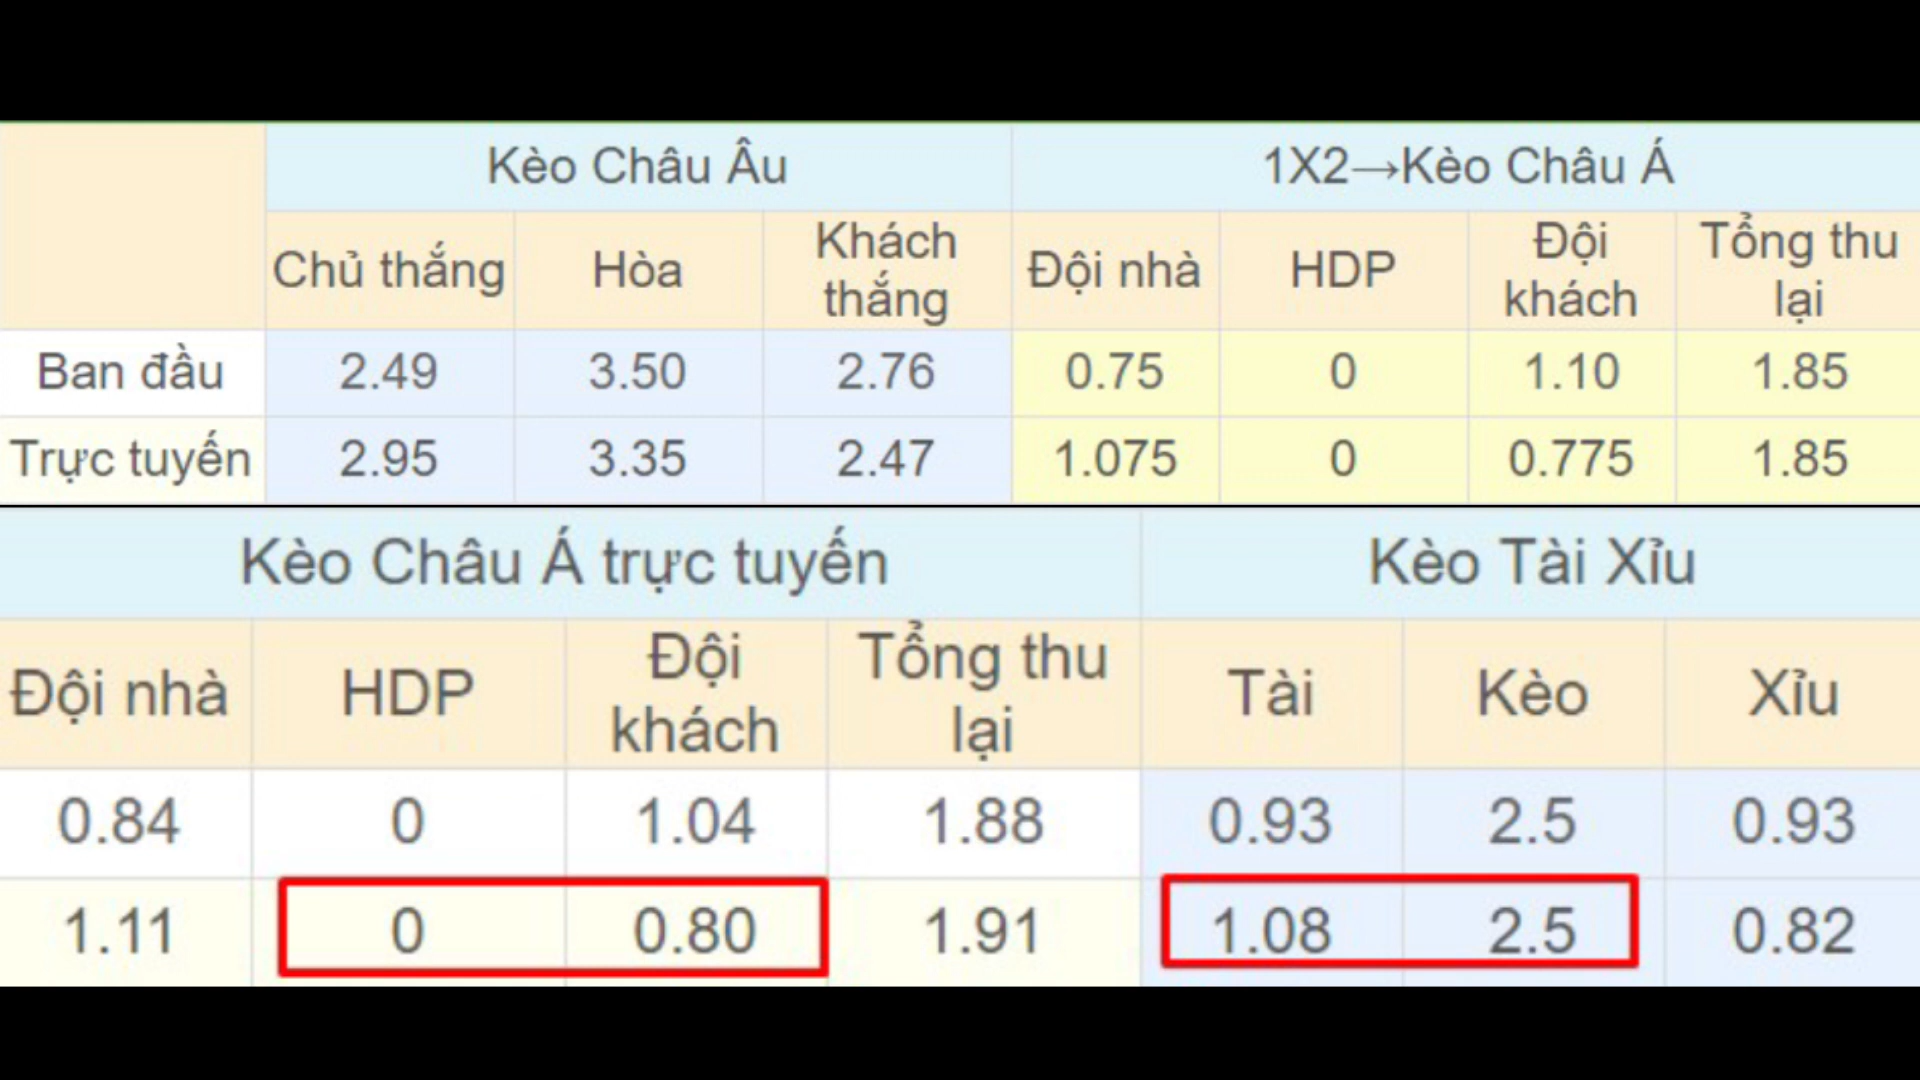 Kèo Châu Âu 1X2→Kèo Châu Á
Chủ thắng Hòa Khách thắng Đội nhà HDP Đội khách Tổng thu lại
Ban đầu 2.49 3.50 2.76 0.75 0 1.10 1.85
Trực tuyến 2.95 3.35 2.47 1.075 0 0.775 1.85
Kèo Châu Á trực tuyến Kèo Tài Xỉu
Đội nhà HDP Đội khách Tổng thu lại Tài Kèo Xỉu
0.84 0 1.04 1.88 0.93 2.5 0.93
1.11 0 0.80 1.91 1.08 2.5 0.82